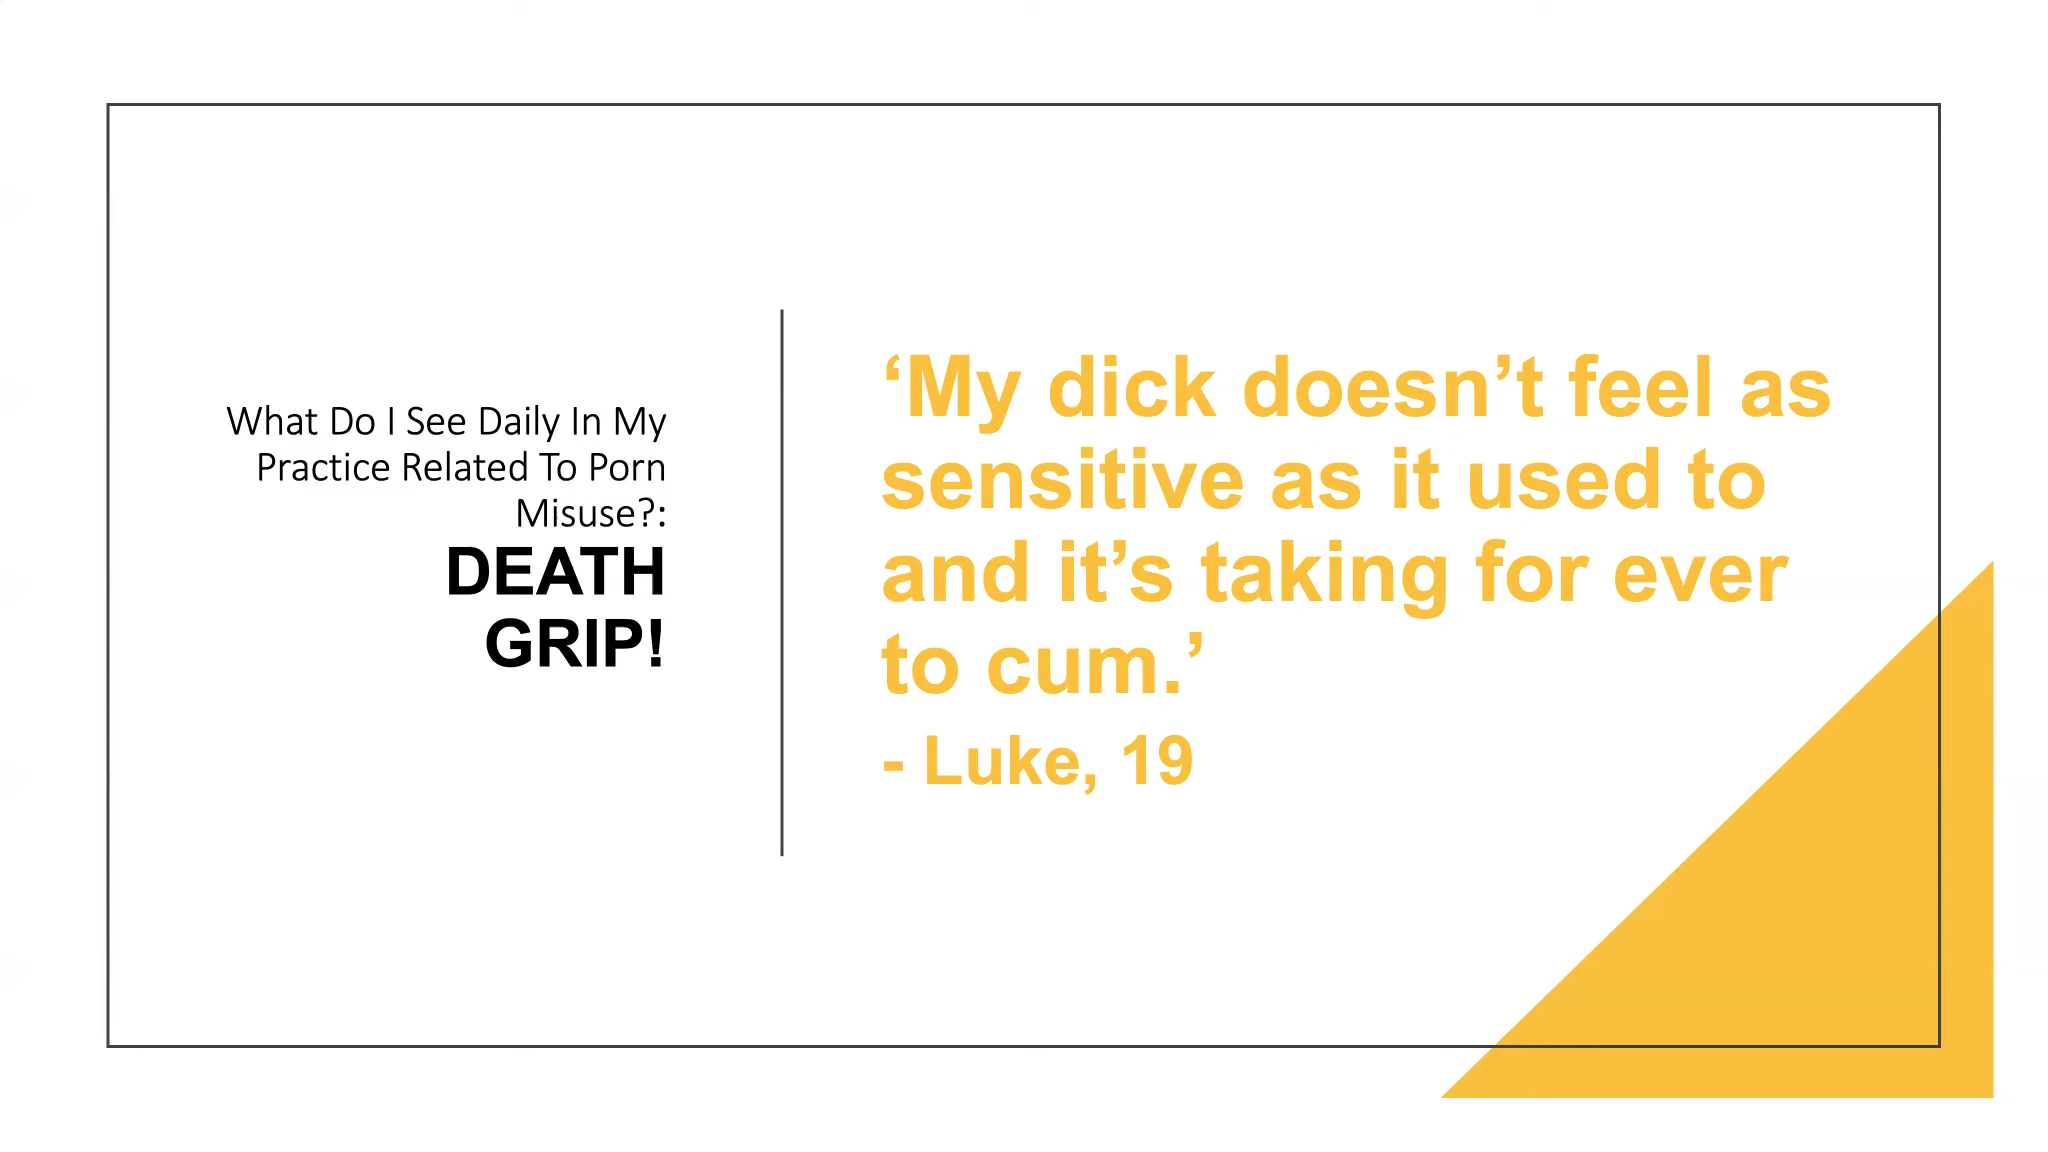 What Do I See Daily In My
Practice Related To Porn
Misuse?:
DEATH
GRIP!
‘My dick doesn’t feel as
sensitive as it used to
and it’s taking for ever
to cum.’
- Luke, 19